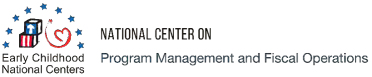 Early Childhood
National Centers
NATIONAL CENTER ON
Program Management and Fiscal Operations